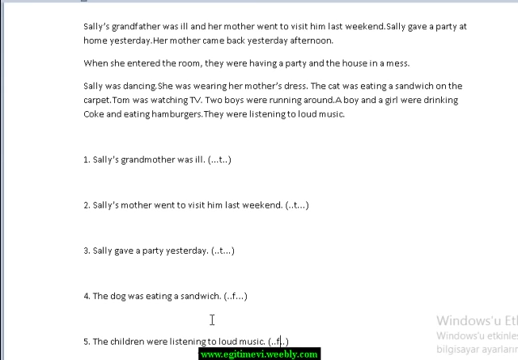 Sally's grandfather was ill and her mother went to visit him last weekend.Sally gave a party at
home yesterday.Her mother came back yesterday afternoon.
When she entered the room, they were having a party and the house in a mess.
Sally was dancing.She was wearing her mother's dress. The cat was eating a sandwich on the
carpet.Tom was watching TV. Two boys were running around.A boy and a girl were drinking
Coke and eating hamburgers.They were listening to loud music.
1. Sally's grandmother was ill. (...t..)
2. Sally's mother went to visit him last weekend. (..t...)
3. Sally gave a party yesterday. (..t...)
4. The dog was eating a sandwich. (..f...)
5. The children were listening to loud music. (..f..)
Windows'u Etl
Windows'u etkinle
bilgisayar ayarların
www.egitimevi.weebly.com